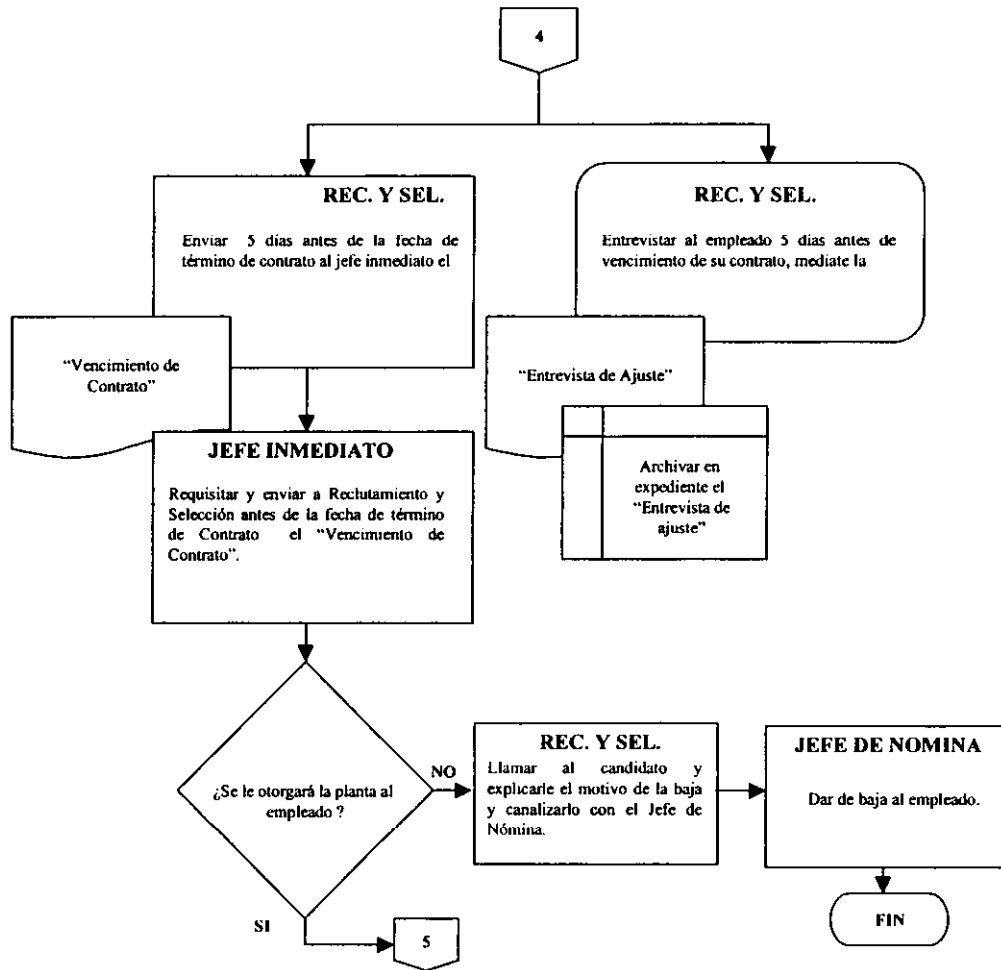 4
REC. Y SEL.
Enviar 5 días antes de la fecha de
término de contrato al jefe inmediato el
"Vencimiento de
Contrato"
REC. Y SEL.
Entrevistar al empleado 5 días antes de
vencimiento de su contrato, mediate la
"Entrevista de Ajuste"
Archivar en
expediente el
"Entrevista de
ajuste"
JEFE INMEDIATO
Requisitar y enviar a Reclutamiento y
Selección antes de la fecha de término
de Contrato el "Vencimiento de
Contrato".
¿Se le otorgará la planta al
empleado ?
NO
REC. Y SEL.
Llamar al candidato y
explicarle el motivo de la baja
y canalizarlo con el Jefe de
Nómina.
JEFE DE NOMINA
Dar de baja al empleado.
FIN
SI
5